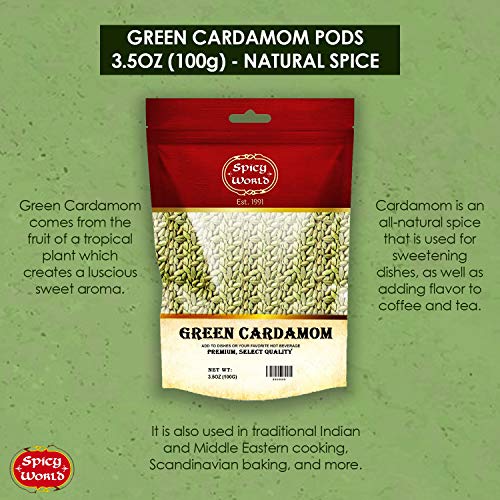 GREEN CARDAMOM PODS
3.5OZ (100g) - NATURAL SPICE
Spicy
World
Est. 1991
Green Cardamom
comes from the
fruit of a tropical
plant which
creates a luscious
sweet aroma.
Cardamom is an
all-natural spice
that is used for
sweetening
dishes, as well as
adding flavor to
coffee and tea.
GREEN CARDAMOM
ADD TO DISHES OR YOUR FAVORITE HOT BEVERAGE
PREMIUM, SELECT QUALITY
NET WT:
3.5OZ (100G)
It is also used in traditional Indian
and Middle Eastern cooking,
Scandinavian baking, and more.
Spicy
World